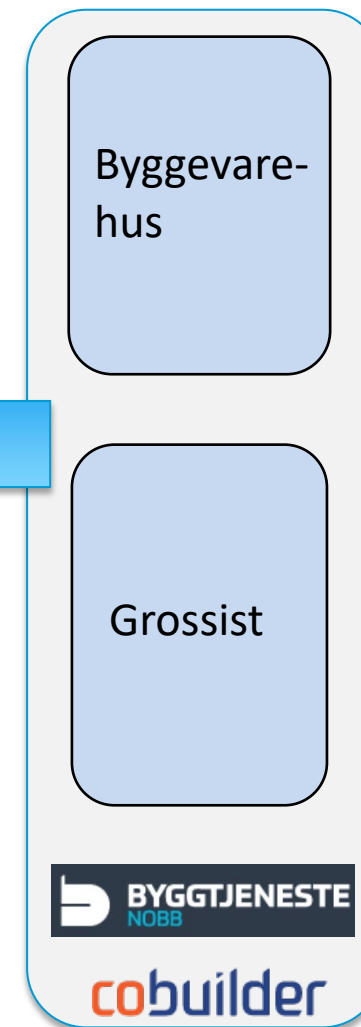 Byggevare-
hus
Grossist
BYGGTJENESTE
NOBB
cobuilder